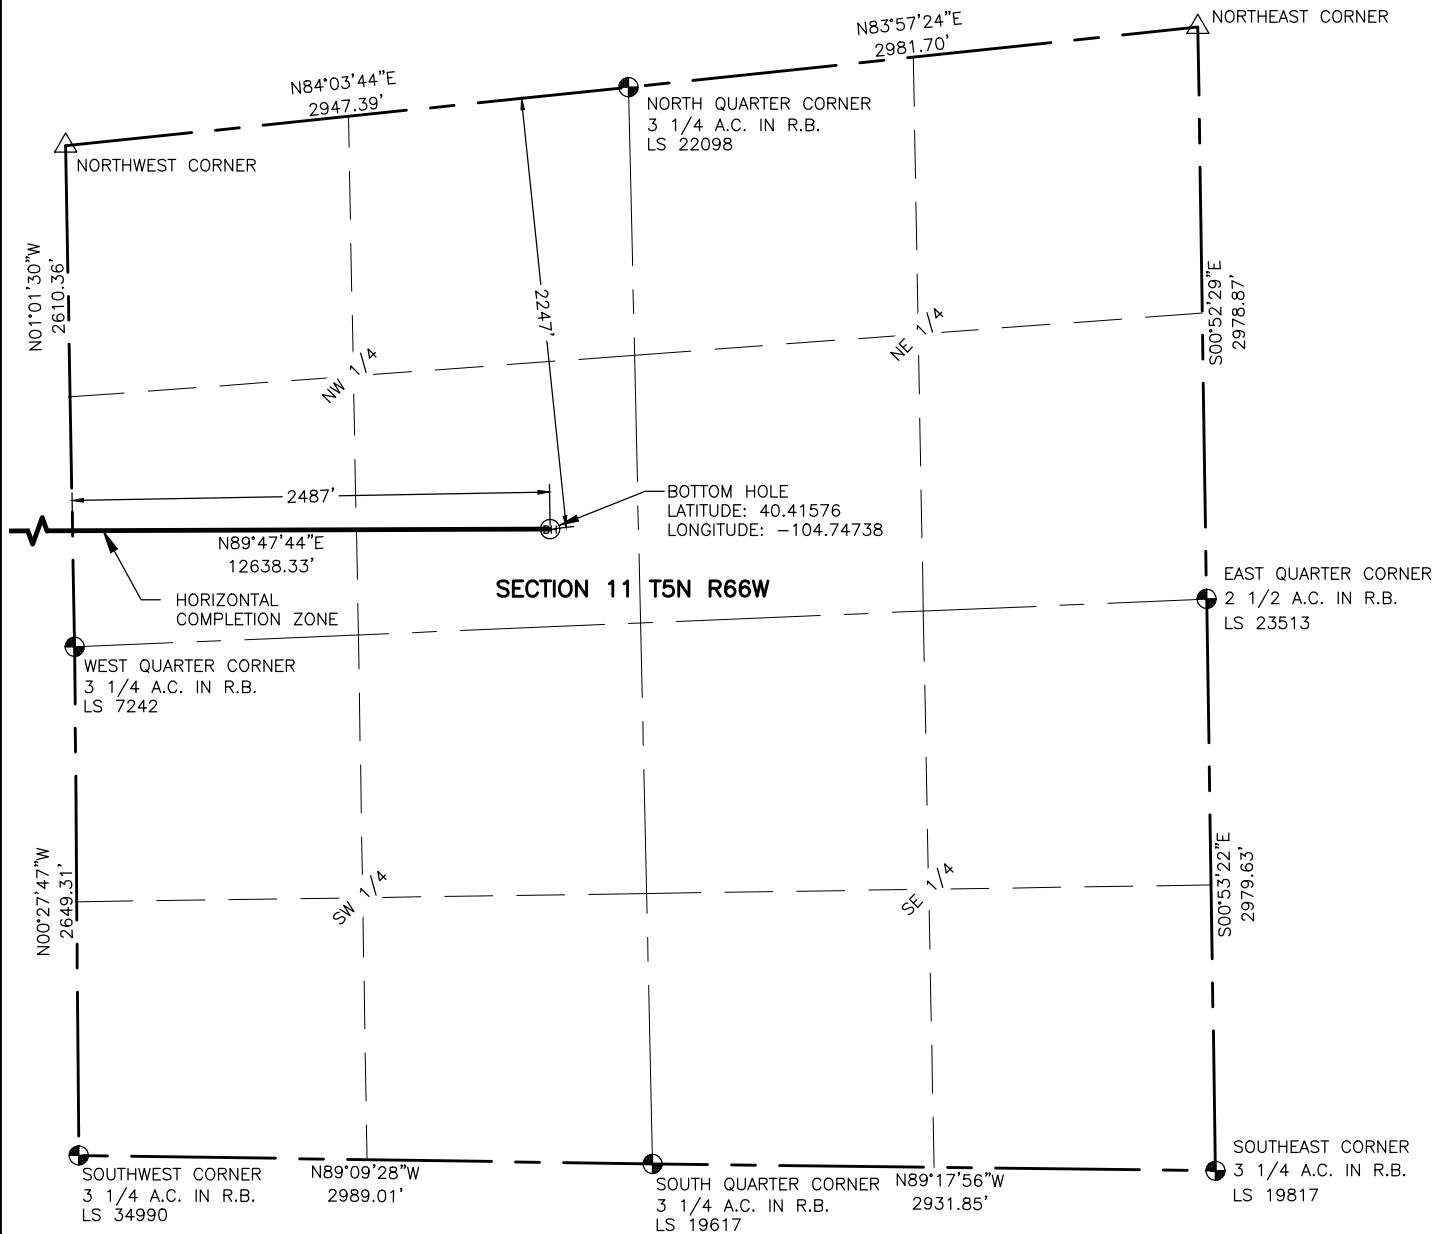 NORTHEAST CORNER
N83°57'24"E
2981.70'
N84°03'44"E
2947.39'
NORTH QUARTER CORNER
3 1/4 A.C. IN R.B.
LS 22098
NORTHWEST CORNER
N01°01'30"W
2610.36'
2247'
S00°52'29"E
2978.87'
NW 1/4
NE 1/4
2487'
BOTTOM HOLE
LATITUDE: 40.41576
LONGITUDE: -104.74738
BH
N89°47'44"E
12638.33'
HORIZONTAL
COMPLETION ZONE
SECTION 11 T5N R66W
EAST QUARTER CORNER
2 1/2 A.C. IN R.B.
LS 23513
WEST QUARTER CORNER
3 1/4 A.C. IN R.B.
LS 7242
N00°27'47"W
2649.31'
SW 1/4
SE 1/4
S00°53'22"E
2979.63'
SOUTHWEST CORNER
3 1/4 A.C. IN R.B.
LS 34990
N89°09'28"W
2989.01'
SOUTH QUARTER CORNER
3 1/4 A.C. IN R.B.
LS 19617
N89°17'56"W
2931.85'
SOUTHEAST CORNER
3 1/4 A.C. IN R.B.
LS 19817